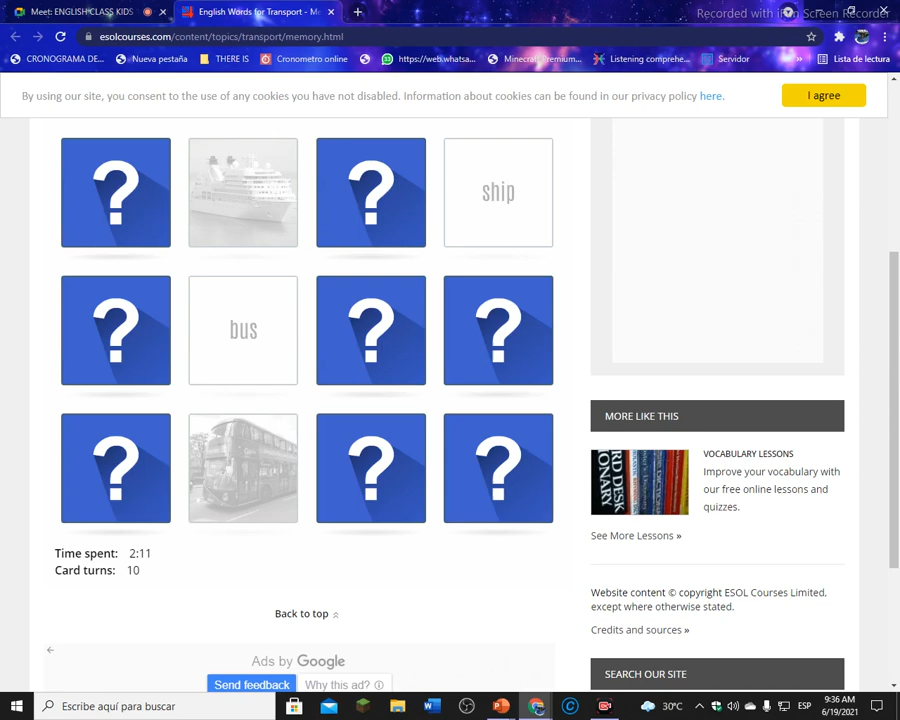 Meet: ENGLISH CLASS KIDS
English Words for Transport - Me
Recorded with iFun Screen Recorder
esolcourses.com/content/topics/transport/memory.html
CRONOGRAMA DE...
Nueva pestaña
THERE IS
Cronometro online
https://web.whatsa...
Minecraft Premium...
Listening comprehe...
Servidor
»
Lista de lectura
By using our site, you consent to the use of any cookies you have not disabled. Information about cookies can be found in our privacy policy here.
I agree
? ? ship
bus ? ?
? ? ?
?
Time spent: 2:11
Card turns: 10
Back to top
Ads by Google
Send feedback
Why this ad?
MORE LIKE THIS
VOCABULARY LESSONS
Improve your vocabulary with
our free online lessons and
quizzes.
See More Lessons »
Website content © copyright ESOL Courses Limited,
except where otherwise stated.
Credits and sources »
SEARCH OUR SITE
Escribe aquí para buscar
30°C
ESP
9:36 AM
6/19/2021